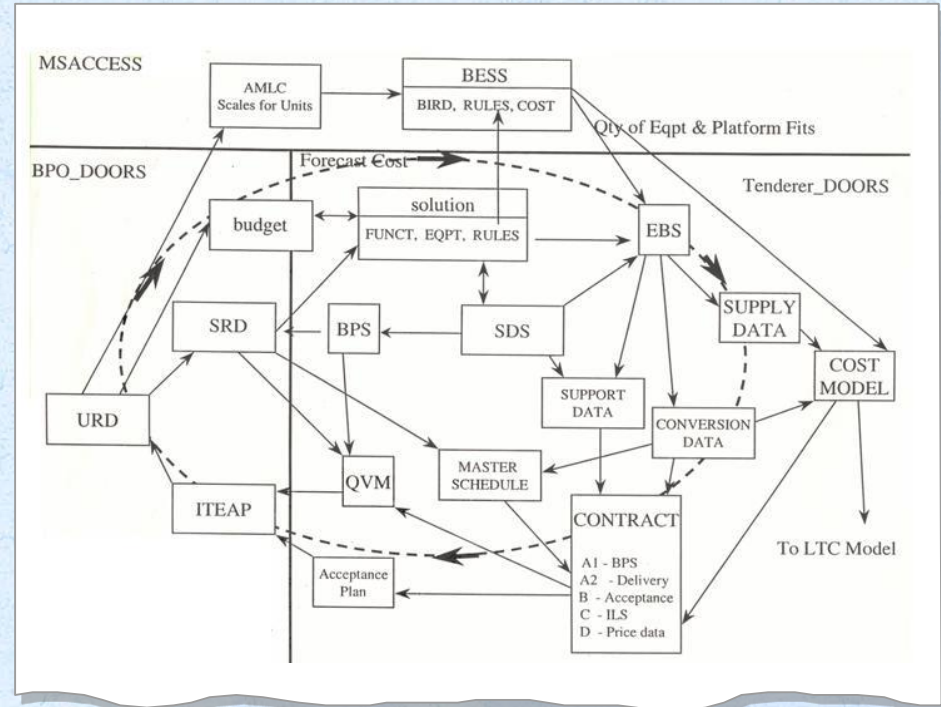 MSACCESS
AMLC
Scales for Units
BESS
BIRD, RULES, COST
Qty of Eqpt & Platform Fits
BPO_DOORS
Forecast Cost
Tenderer_DOORS
budget
solution
FUNCT, EQPT, RULES
EBS
SUPPLY
DATA
SRD
BPS
SDS
COST
MODEL
URD
SUPPORT
DATA
CONVERSION
DATA
MASTER
SCHEDULE
QVM
ITEAP
CONTRACT
A1 - BPS
A2 - Delivery
B - Acceptance
C - ILS
D - Price data
To LTC Model
Acceptance
Plan